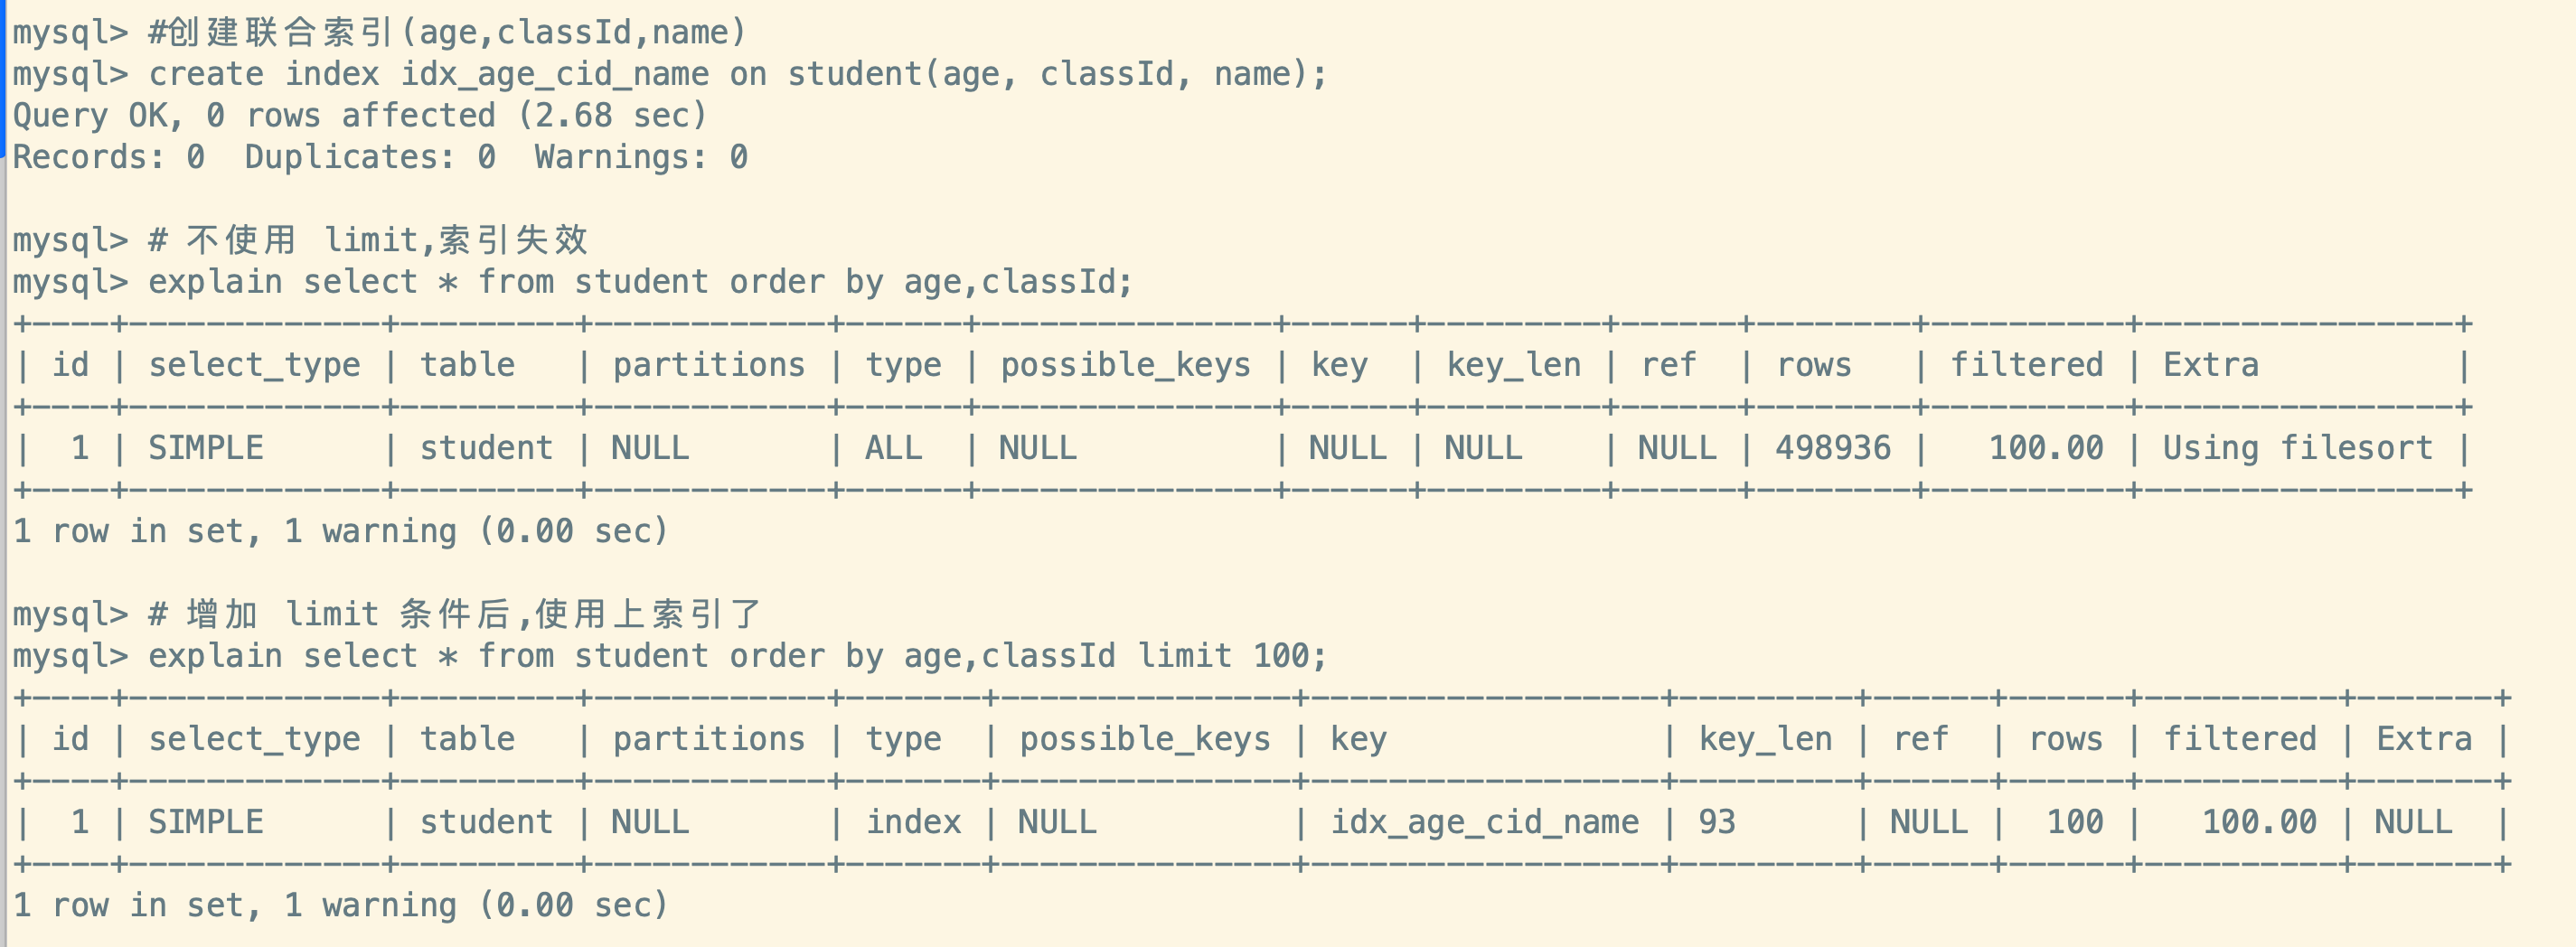 mysql> #创建联合索引(age,classId,name)
mysql> create index idx_age_cid_name on student(age, classId, name);
Query OK, 0 rows affected (2.68 sec)
Records: 0  Duplicates: 0  Warnings: 0

mysql> # 不使用 limit,索引失效
mysql> explain select * from student order by age,classId;
+----+-------------+---------+------------+------+---------------+------+---------+------+--------+----------+----------------+
| id | select_type | table   | partitions | type | possible_keys | key  | key_len | ref  | rows   | filtered | Extra          |
+----+-------------+---------+------------+------+---------------+------+---------+------+--------+----------+----------------+
|  1 | SIMPLE      | student | NULL       | ALL  | NULL          | NULL | NULL    | NULL | 498936 |   100.00 | Using filesort |
+----+-------------+---------+------------+------+---------------+------+---------+------+--------+----------+----------------+
1 row in set, 1 warning (0.00 sec)

mysql> # 增加 limit 条件后,使用上索引了
mysql> explain select * from student order by age,classId limit 100;
+----+-------------+---------+------------+-------+---------------+------------------+---------+------+------+----------+-------+
| id | select_type | table   | partitions | type  | possible_keys | key              | key_len | ref  | rows | filtered | Extra |
+----+-------------+---------+------------+-------+---------------+------------------+---------+------+------+----------+-------+
|  1 | SIMPLE      | student | NULL       | index | NULL          | idx_age_cid_name | 93      | NULL |  100 |   100.00 | NULL  |
+----+-------------+---------+------------+-------+---------------+------------------+---------+------+------+----------+-------+
1 row in set, 1 warning (0.00 sec)